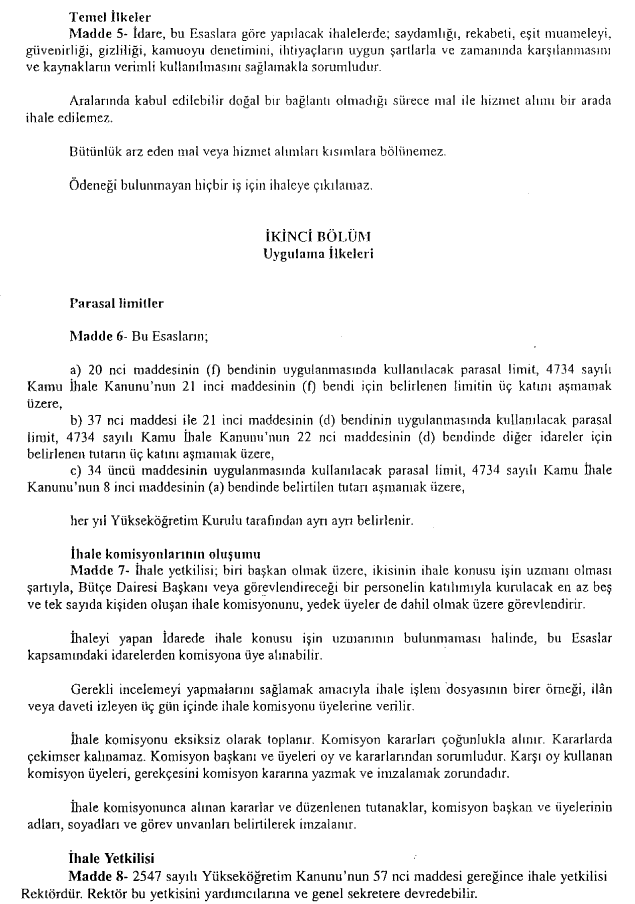 Temel İlkeler
Madde 5- İdare, bu Esaslara göre yapılacak ihalelerde; saydamlığı, rekabeti, eşit muameleyi,
güvenirliği, gizliliği, kamuoyu denetimini, ihtiyaçların uygun şartlarla ve zamanında karşılanmasını
ve kaynakların verimli kullanılmasını sağlamakla sorumludur.
Aralarında kabul edilebilir doğal bir bağlantı olmadığı sürece mal ile hizmet alımı bir arada
ihale edilemez.
Bütünlük arz eden mal veya hizmet alımları kısımlara bölünemez.
Ödeneği bulunmayan hiçbir iş için ihaleye çıkılamaz.
İKİNCİ BÖLÜM
Uygulama İlkeleri
Parasal limitler
Madde 6- Bu Esasların;
a) 20 nci maddesinin (f) bendinin uygulanmasında kullanılacak parasal limit, 4734 sayılı
Kamu İhale Kanunu'nun 21 inci maddesinin (f) bendi için belirlenen limitin üç katını aşmamak
üzere,
b) 37 nci maddesi ile 21 inci maddesinin (d) bendinin uygulanmasında kullanılacak parasal
limit, 4734 sayılı Kamu İhale Kanunu'nun 22 nci maddesinin (d) bendinde diğer idareler için
belirlenen tutarın üç katını aşmamak üzere,
c) 34 üncü maddesinin uygulanmasında kullanılacak parasal limit, 4734 sayılı Kamu İhale
Kanunu'nun 8 inci maddesinin (a) bendinde belirtilen tutarı aşmamak üzere,
her yıl Yükseköğretim Kurulu tarafından ayrı ayrı belirlenir.
İhale komisyonlarının oluşumu
Madde 7- İhale yetkilisi; biri başkan olmak üzere, ikisinin ihale konusu işin uzmanı olması
şartıyla, Bütçe Dairesi Başkanı veya görevlendireceği bir personelin katılımıyla kurulacak en az beş
ve tek sayıda kişiden oluşan ihale komisyonunu, yedek üyeler de dahil olmak üzere görevlendirir.
İhaleyi yapan İdarede ihale konusu işin uzmanının bulunmaması halinde, bu Esaslar
kapsamındaki idarelerden komisyona üye alınabilir.
Gerekli incelemeyi yapmalarını sağlamak amacıyla ihale işlem dosyasının birer örneği, ilân
veya daveti izleyen üç gün içinde ihale komisyonu üyelerine verilir.
İhale komisyonu eksiksiz olarak toplanır. Komisyon kararları çoğunlukla alınır. Kararlarda
çekimser kalınamaz. Komisyon başkanı ve üyeleri oy ve kararlarından sorumludur. Karşı oy kullanan
komisyon üyeleri, gerekçesini komisyon kararına yazmak ve imzalamak zorundadır.
İhale komisyonunca alınan kararlar ve düzenlenen tutanaklar, komisyon başkan ve üyelerinin
adları, soyadları ve görev unvanları belirtilerek imzalanır.
İhale Yetkilisi
Madde 8- 2547 sayılı Yükseköğretim Kanunu'nun 57 nci maddesi gereğince ihale yetkilisi
Rektördür. Rektör bu yetkisini yardımcılarına ve genel sekretere devredebilir.